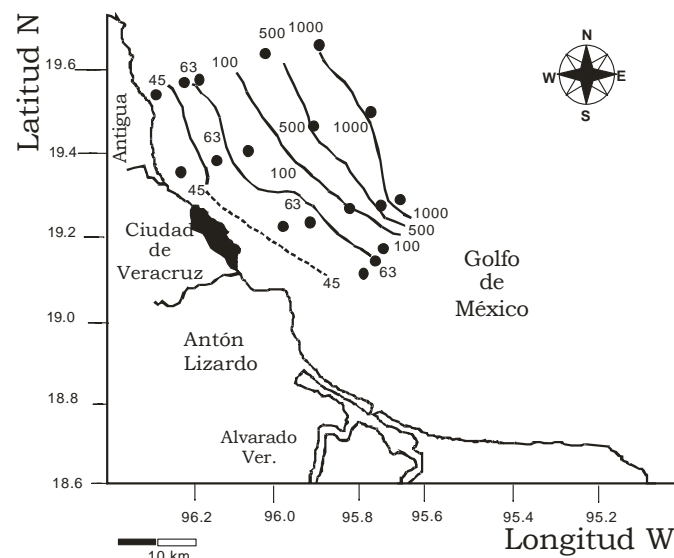 Latitud N
19.6
19.4
19.2
19.0
18.8
18.6
Antigua
45
63
100
500
1000
N
W
E
S
63
500
1000
100
45
63
1000
500
100
63
45
Ciudad
de
Veracruz
Golfo
de
México
Antón
Lizardo
Alvarado
Ver.
96.2
96.0
95.8
95.6
95.4
95.2
Longitud W
10 km